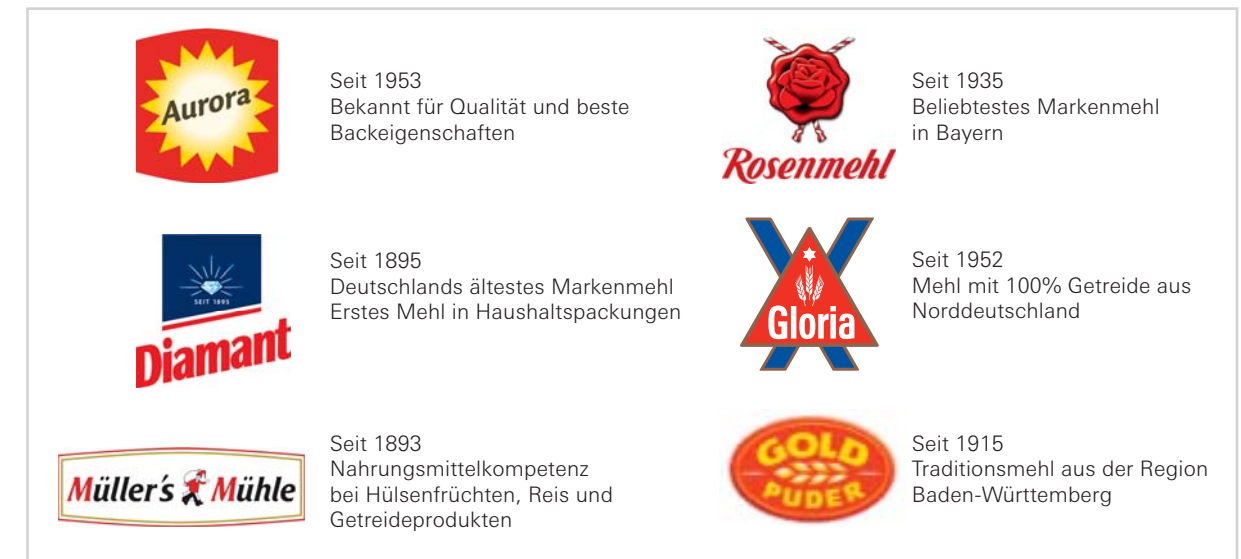 Aurora
Seit 1953
Bekannt für Qualität und beste
Backeigenschaften
Rosenmehl
Seit 1935
Beliebtestes Markenmehl
in Bayern
SEIT 1895
Diamant
Seit 1895
Deutschlands ältestes Markenmehl
Erstes Mehl in Haushaltspackungen
Gloria
Seit 1952
Mehl mit 100% Getreide aus
Norddeutschland
Müller's Mühle
Seit 1893
Nahrungsmittelkompetenz
bei Hülsenfrüchten, Reis und
Getreideprodukten
GOLD
PUDER
Seit 1915
Traditionsmehl aus der Region
Baden-Württemberg